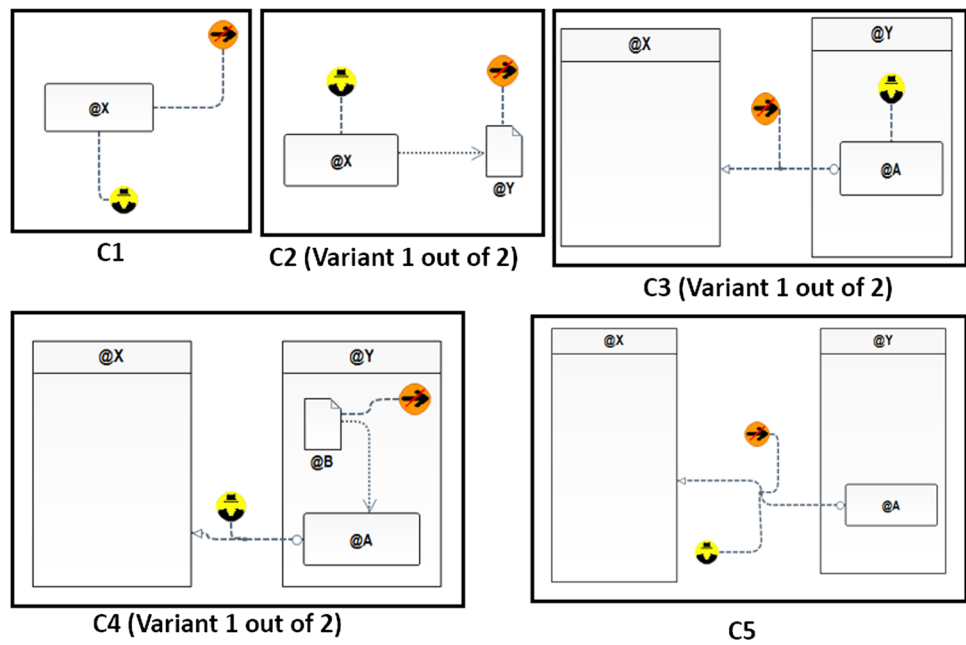 @X
C1
@X
@Y
C2 (Variant 1 out of 2)
@X
@Y
@A
C3 (Variant 1 out of 2)
@X
@Y
@B
@A
C4 (Variant 1 out of 2)
@X
@Y
@A
C5